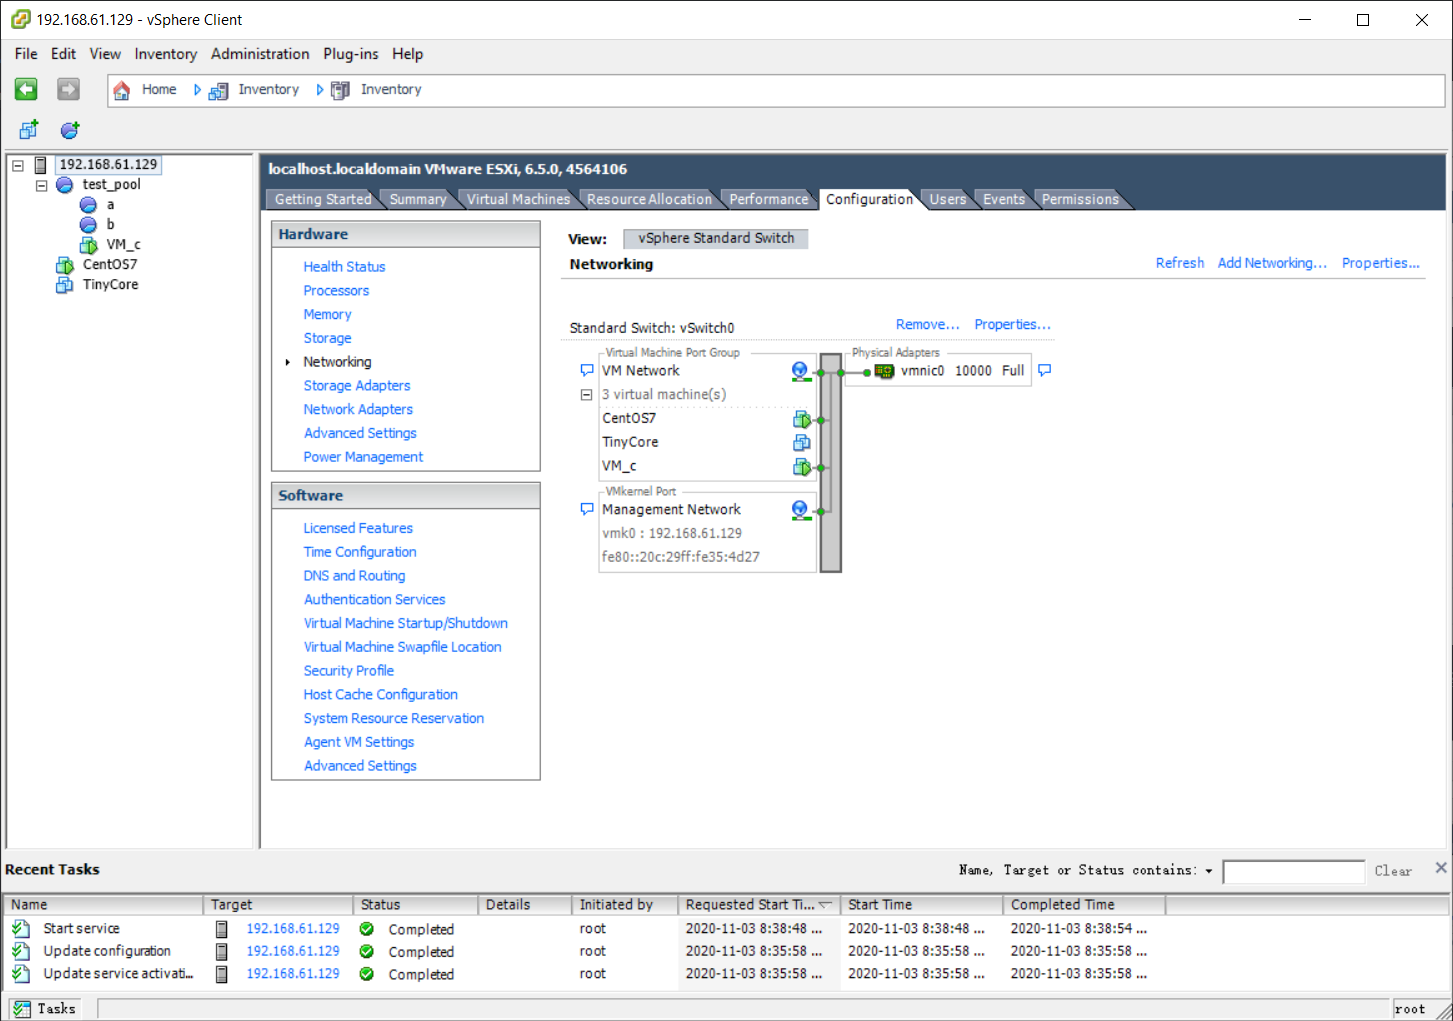 192.168.61.129 - vSphere Client
File Edit View Inventory Administration Plug-ins Help
Home Inventory Inventory
192.168.61.129
test_pool
a
b
VM_c
CentOS7
TinyCore
localhost.localdomain VMware ESXi, 6.5.0, 4564106
Getting Started Summary Virtual Machines Resource Allocation Performance Configuration Users Events Permissions
Hardware
Health Status
Processors
Memory
Storage
Networking
Storage Adapters
Network Adapters
Advanced Settings
Power Management
Software
Licensed Features
Time Configuration
DNS and Routing
Authentication Services
Virtual Machine Startup/Shutdown
Virtual Machine Swapfile Location
Security Profile
Host Cache Configuration
System Resource Reservation
Agent VM Settings
Advanced Settings
View: vSphere Standard Switch
Networking Refresh Add Networking... Properties...
Standard Switch: vSwitch0 Remove... Properties...
Virtual Machine Port Group
VM Network
3 virtual machine(s)
CentOS7
TinyCore
VM_c
VMkernel Port
Management Network
vmk0 : 192.168.61.129
fe80::20c:29ff:fe35:4d27
Physical Adapters
vmnic0 10000 Full
Recent Tasks Name, Target or Status contains: Clear
Name Target Status Details Initiated by Requested Start Ti... Start Time Completed Time
Start service 192.168.61.129 Completed root 2020-11-03 8:38:48 ... 2020-11-03 8:38:48 ... 2020-11-03 8:38:54 ...
Update configuration 192.168.61.129 Completed root 2020-11-03 8:35:58 ... 2020-11-03 8:35:58 ... 2020-11-03 8:35:58 ...
Update service activati... 192.168.61.129 Completed root 2020-11-03 8:35:58 ... 2020-11-03 8:35:58 ... 2020-11-03 8:35:58 ...
Tasks root